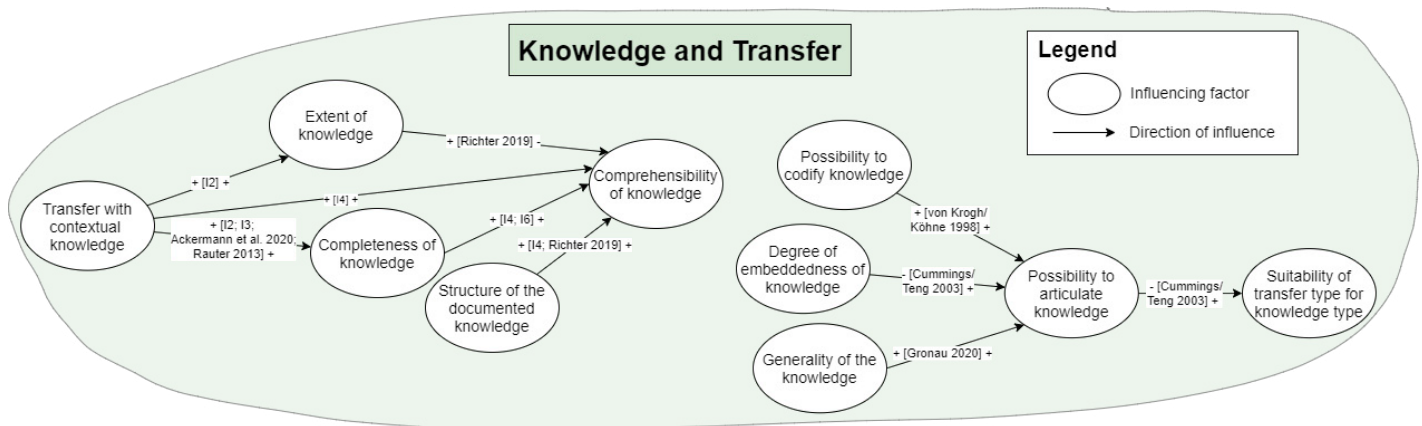 Knowledge and Transfer
Legend
Influencing factor
Direction of influence
Extent of
knowledge
+ [Richter 2019] -
Comprehensibility
of knowledge
+ [I2] +
+ [I4] +
Transfer with
contextual
knowledge
+ [I2; I3;
Ackermann et al. 2020;
Rauter 2013] +
Completeness of
knowledge
+ [I4; I6] +
+ [I4; Richter 2019] +
Structure of the
documented
knowledge
Possibility to
codify knowledge
+ [von Krogh/
Köhne 1998] +
Degree of
embeddedness of
knowledge
- [Cummings/
Teng 2003] +
Possibility to
articulate
knowledge
- [Cummings/
Teng 2003] +
Suitability of
transfer type for
knowledge type
Generality of the
knowledge
+ [Gronau 2020] +